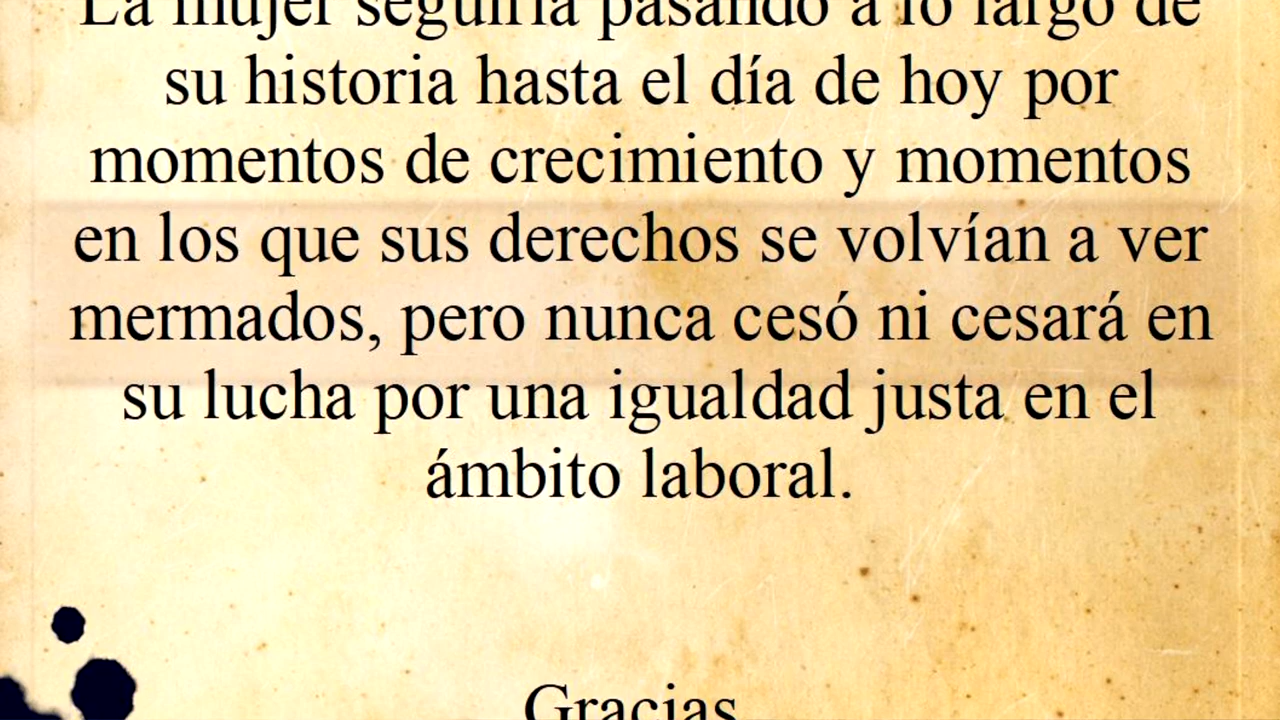 La mujer seguiría pasando a lo largo de
su historia hasta el día de hoy por
momentos de crecimiento y momentos
en los que sus derechos se volvían a ver
mermados, pero nunca cesó ni cesará en
su lucha por una igualdad justa en el
ámbito laboral.
Gracias